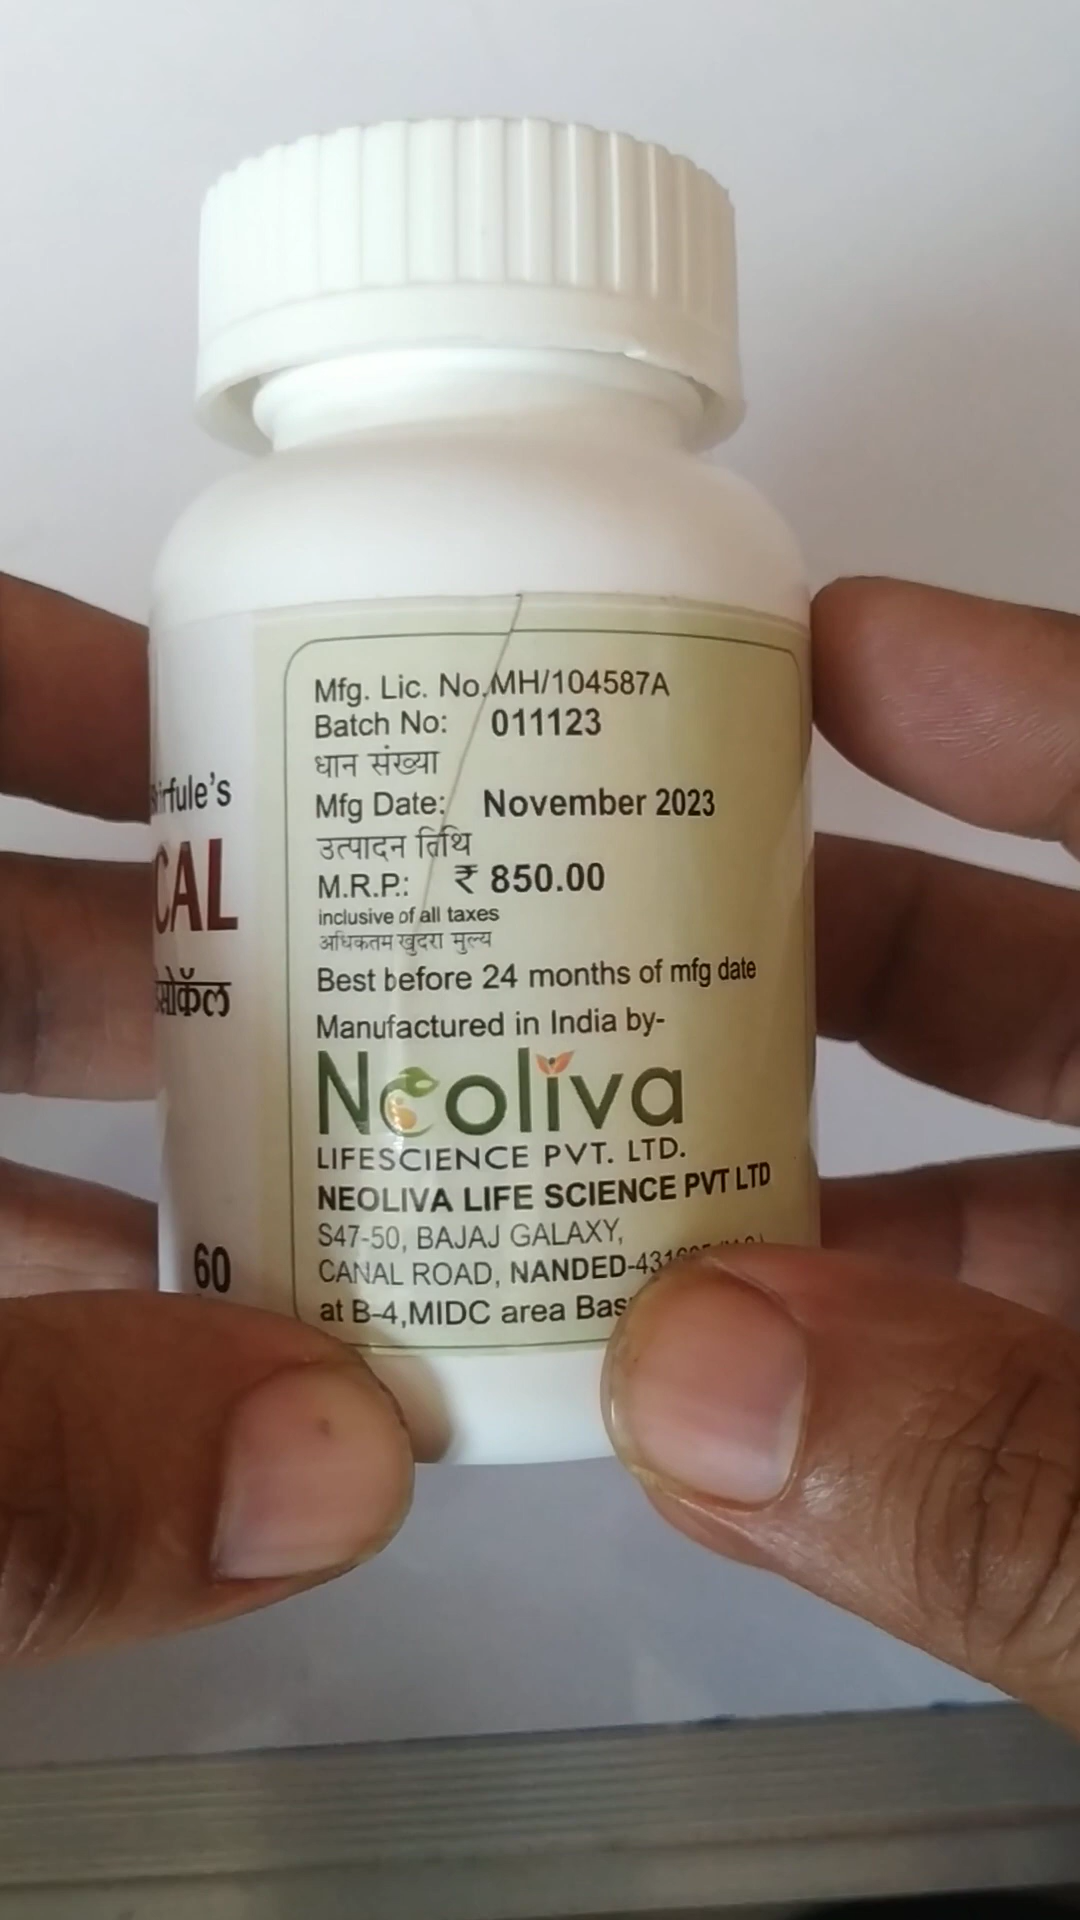 rfule's
CAL
सोकॅल
60
Mfg. Lic. No.MH/104587A
Batch No: 011123
धान संख्या
Mfg Date: November 2023
उत्पादन तिथि
M.R.P.: ₹ 850.00
inclusive of all taxes
अधिकतम खुदरा मुल्य
Best before 24 months of mfg date
Manufactured in India by-
Neoliva
LIFESCIENCE PVT. LTD.
NEOLIVA LIFE SCIENCE PVT LTD
S47-50, BAJAJ GALAXY,
CANAL ROAD, NANDED-431
at B-4,MIDC area